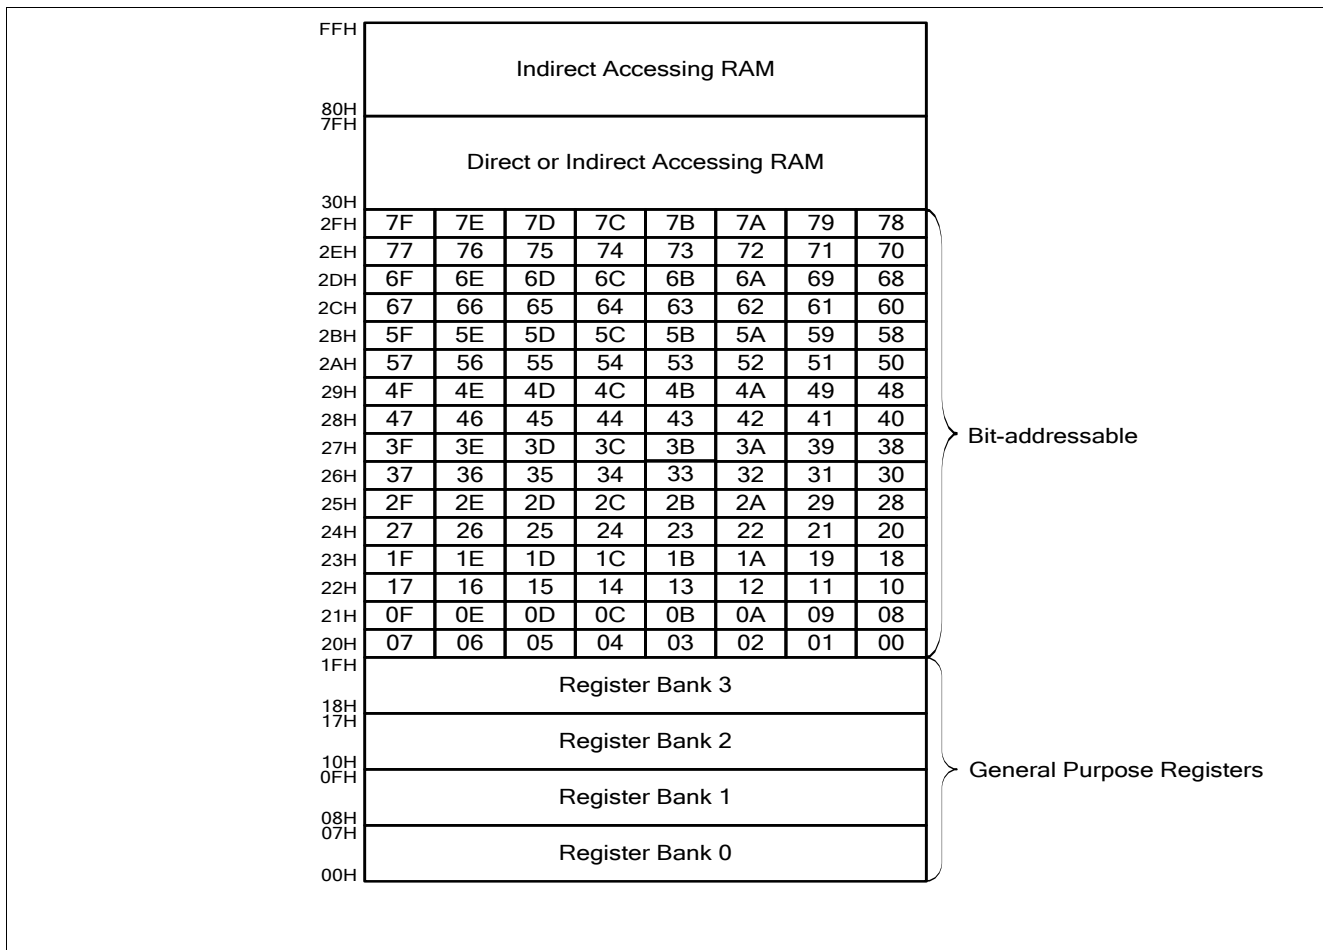 FFH
Indirect Accessing RAM
80H
7FH
Direct or Indirect Accessing RAM
30H
2FH 7F 7E 7D 7C 7B 7A 79 78
2EH 77 76 75 74 73 72 71 70
2DH 6F 6E 6D 6C 6B 6A 69 68
2CH 67 66 65 64 63 62 61 60
2BH 5F 5E 5D 5C 5B 5A 59 58
2AH 57 56 55 54 53 52 51 50
29H 4F 4E 4D 4C 4B 4A 49 48
28H 47 46 45 44 43 42 41 40
Bit-addressable
27H 3F 3E 3D 3C 3B 3A 39 38
26H 37 36 35 34 33 32 31 30
25H 2F 2E 2D 2C 2B 2A 29 28
24H 27 26 25 24 23 22 21 20
23H 1F 1E 1D 1C 1B 1A 19 18
22H 17 16 15 14 13 12 11 10
21H 0F 0E 0D 0C 0B 0A 09 08
20H 07 06 05 04 03 02 01 00
1FH
Register Bank 3
18H
17H
Register Bank 2
10H
General Purpose Registers
0FH
Register Bank 1
08H
07H
Register Bank 0
00H